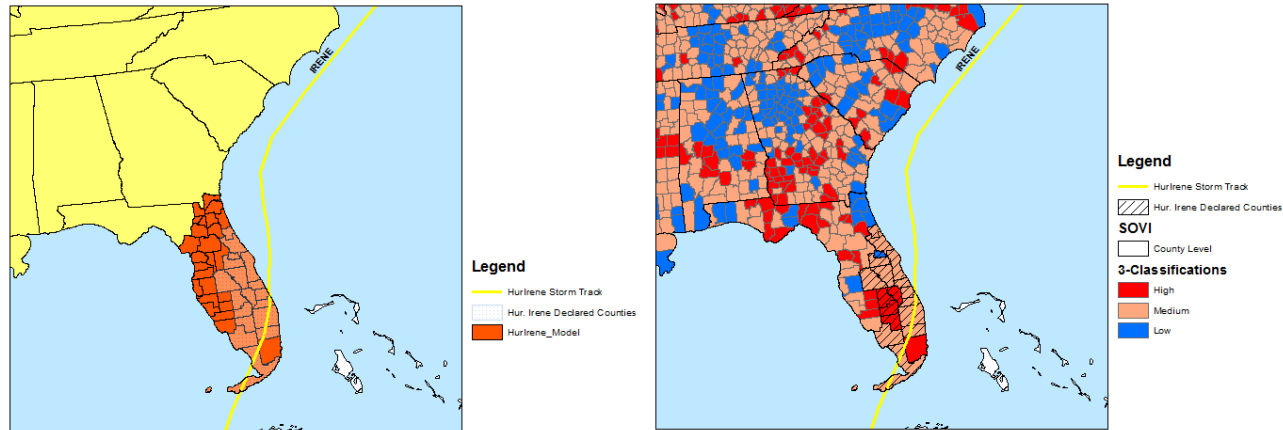 IRENE
Legend
HurIrene Storm Track
Hur. Irene Declared Counties
HurIrene_Model
IRENE
Legend
HurIrene Storm Track
Hur. Irene Declared Counties
SOVI
County Level
3-Classifications
High
Medium
Low